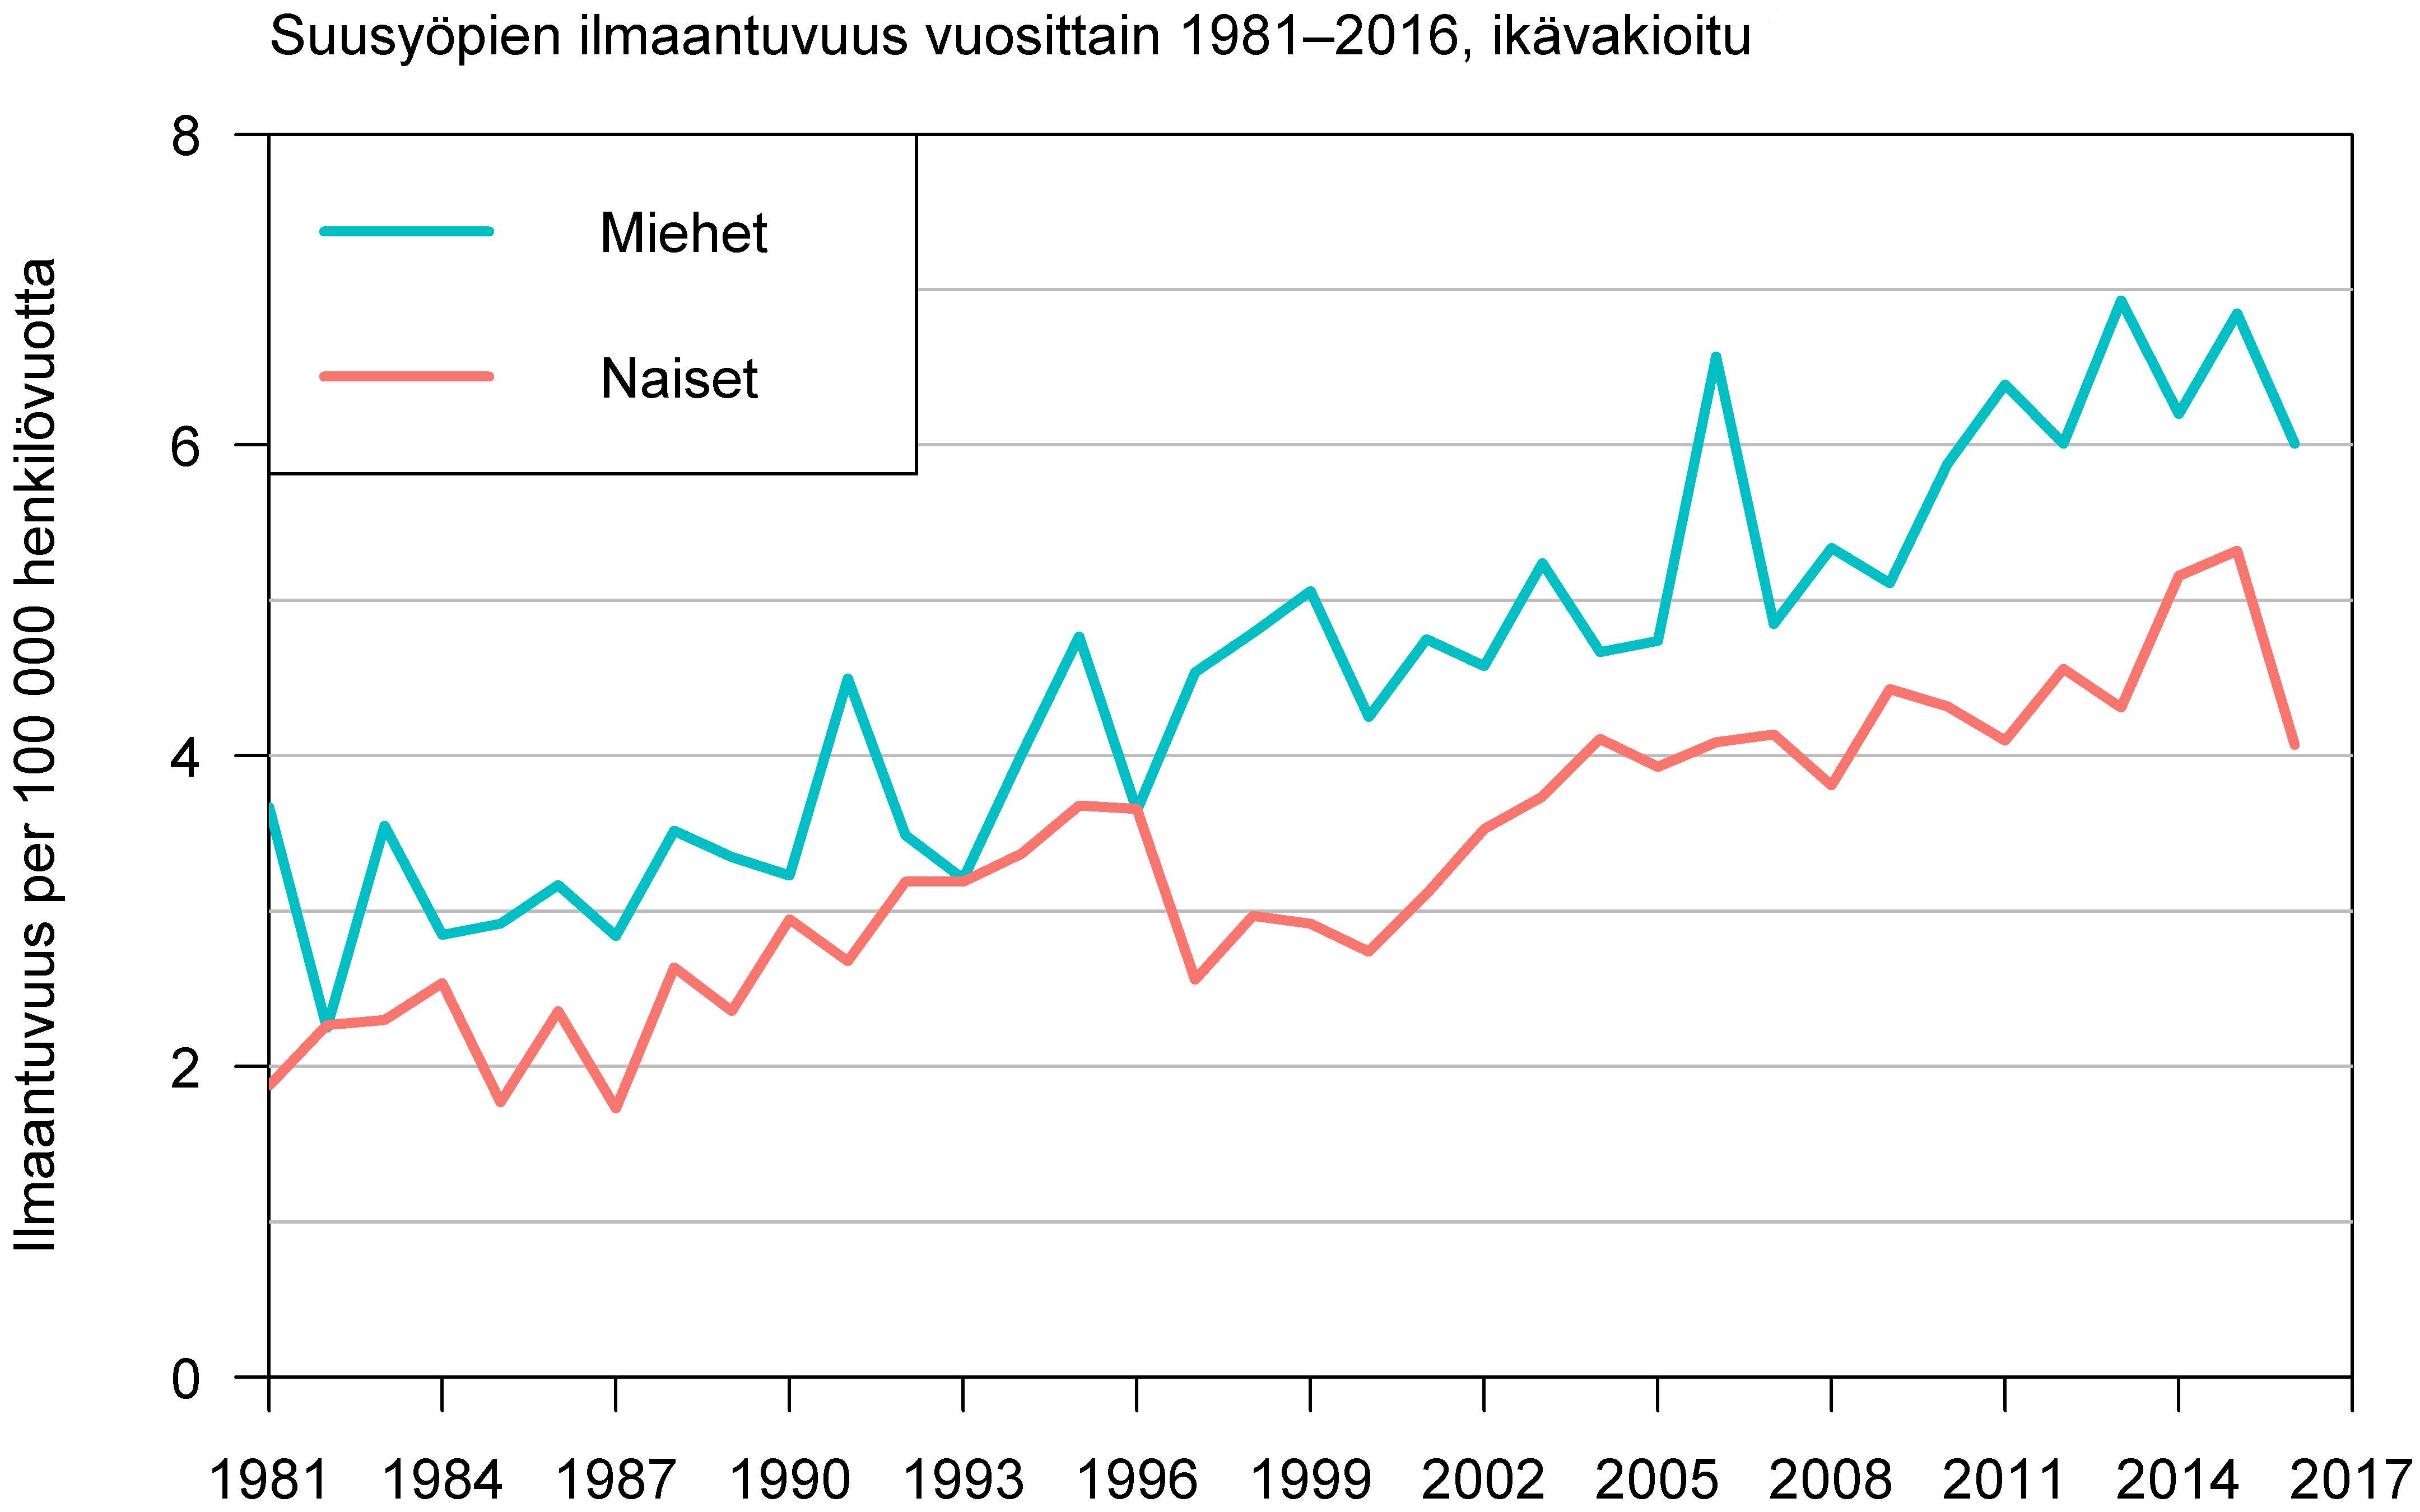 Suusyöpien ilmaantuvuus vuosittain 1981–2016, ikävakioitu
Ilmaantuvuus per 100 000 henkilövuotta
8
6
4
2
0
Miehet
Naiset
1981 1984 1987 1990 1993 1996 1999 2002 2005 2008 2011 2014 2017